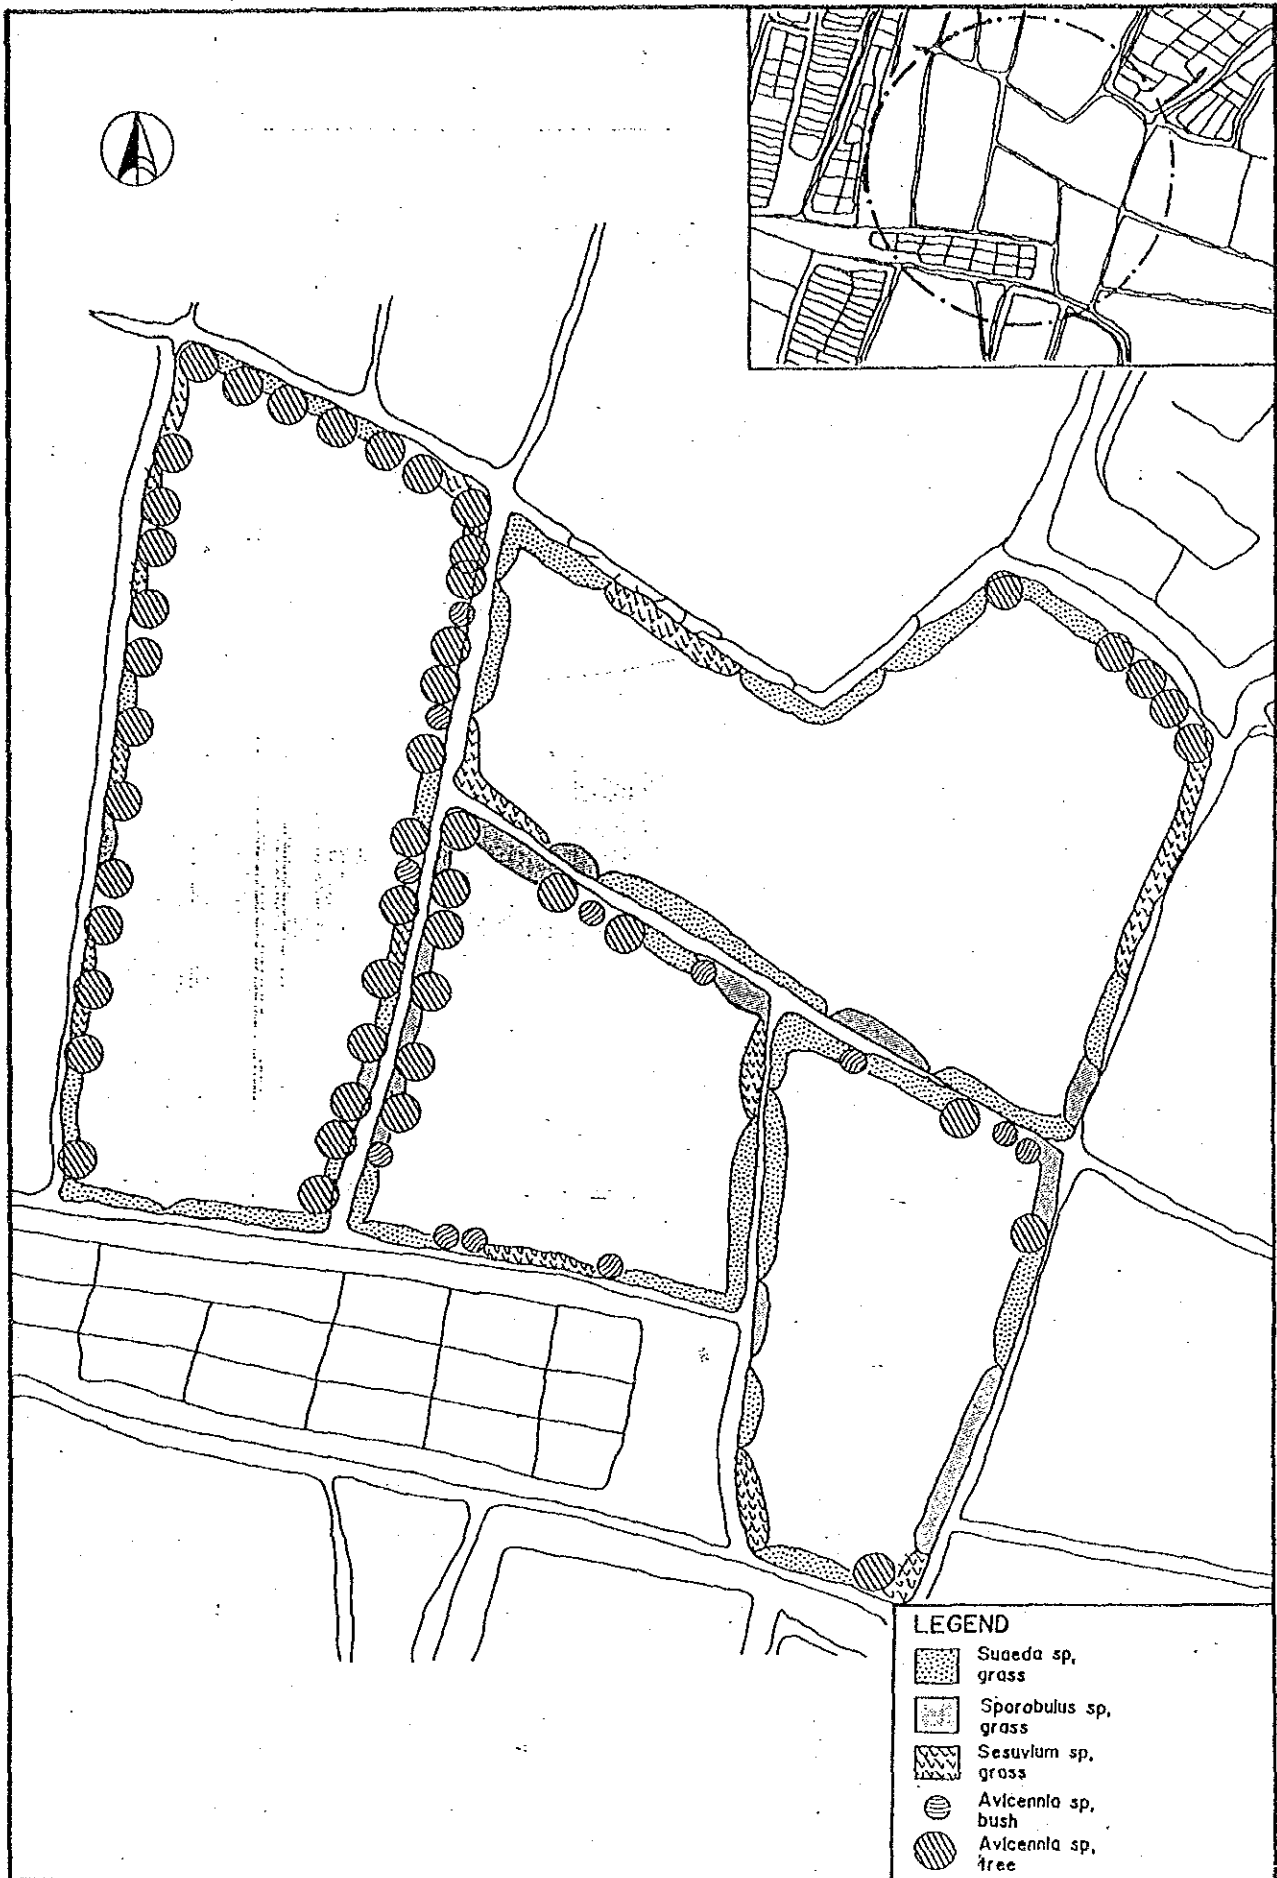 LEGEND
Suaeda sp,
grass
Sporobulus sp,
grass
Sesuvium sp,
grass
Avicennia sp,
bush
Avicennia sp,
tree